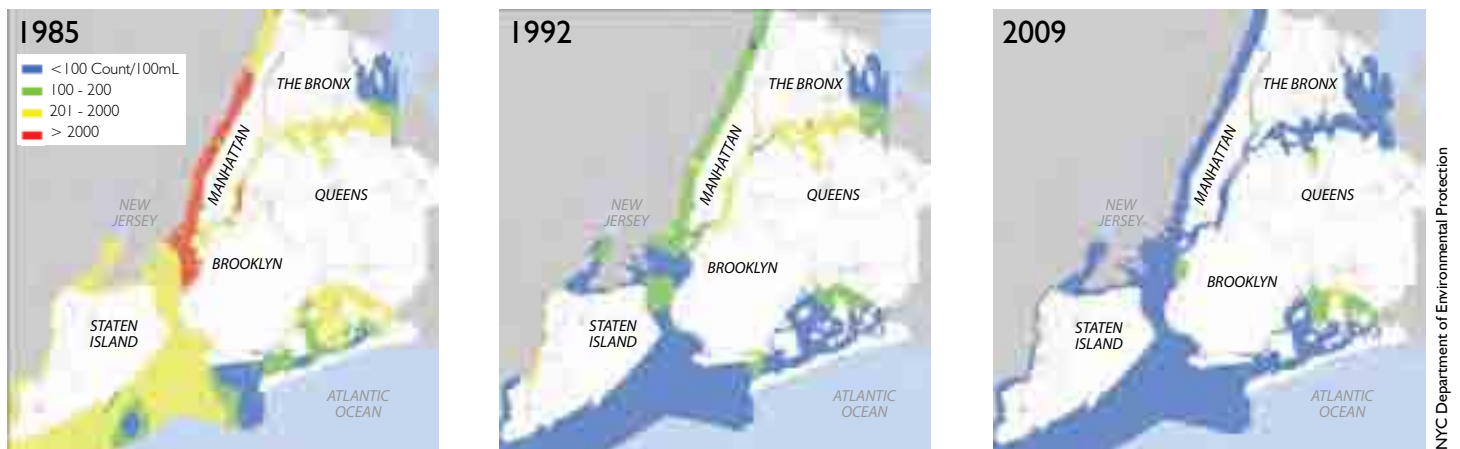 1985
<100 Count/100mL
100 - 200
201 - 2000
> 2000
THE BRONX
MANHATTAN
QUEENS
NEW
JERSEY
BROOKLYN
STATEN
ISLAND
ATLANTIC
OCEAN
1992
THE BRONX
MANHATTAN
QUEENS
NEW
JERSEY
BROOKLYN
STATEN
ISLAND
ATLANTIC
OCEAN
2009
THE BRONX
MANHATTAN
QUEENS
NEW
JERSEY
BROOKLYN
STATEN
ISLAND
ATLANTIC
OCEAN
NYC Department of Environmental Protection